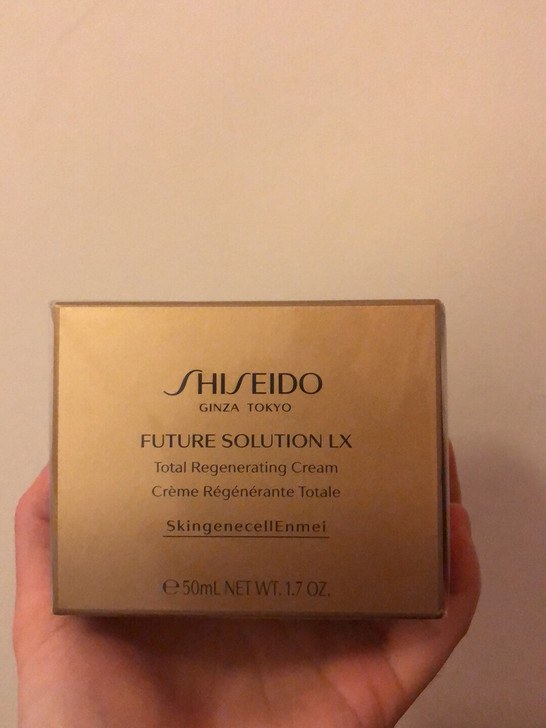 SHISEIDO
GINZA TOKYO
FUTURE SOLUTION LX
Total Regenerating Cream
Crème Régénérante Totale
SkingenecellEnmei
℮ 50mL NET WT. 1.7 OZ.